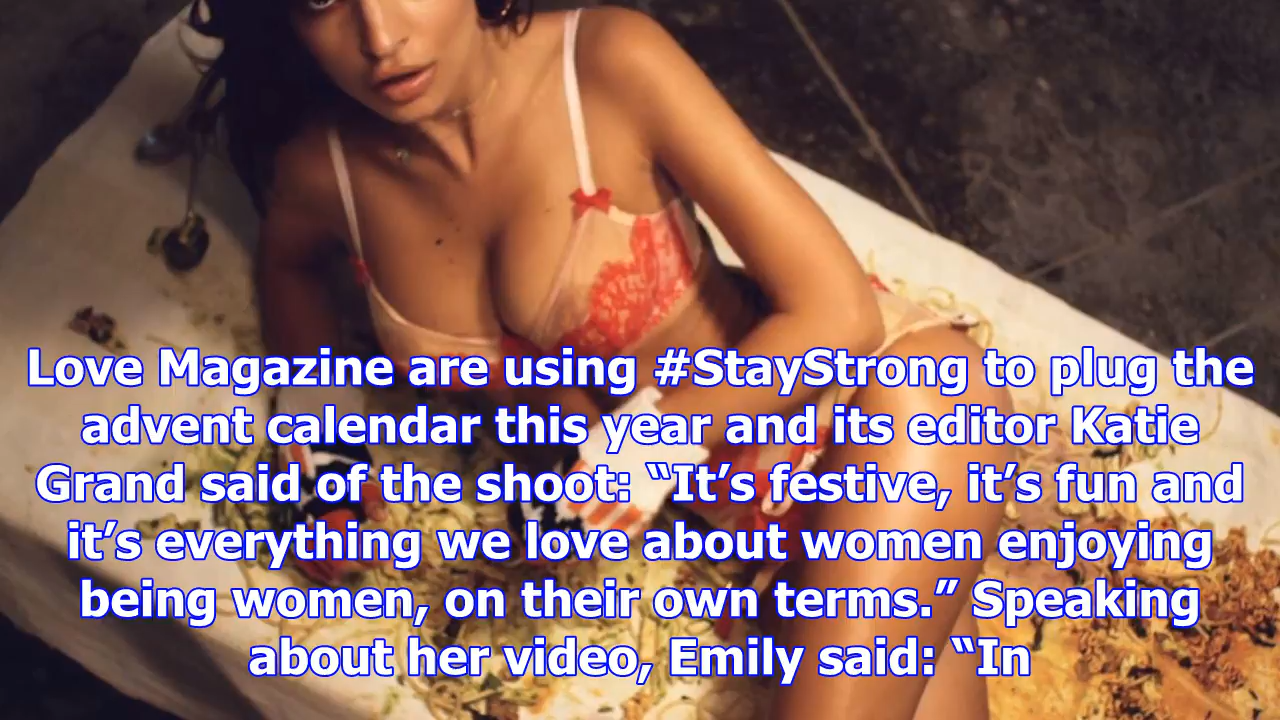 Love Magazine are using #StayStrong to plug the
advent calendar this year and its editor Katie
Grand said of the shoot: “It’s festive, it’s fun and
it’s everything we love about women enjoying
being women, on their own terms.” Speaking
about her video, Emily said: “In